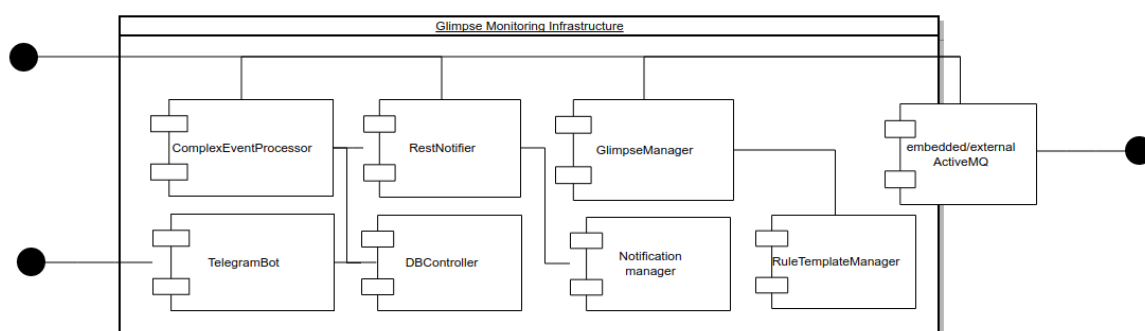 Glimpse Monitoring Infrastructure
ComplexEventProcessor
RestNotifier
GlimpseManager
embedded/external
ActiveMQ
TelegramBot
DBController
Notification
manager
RuleTemplateManager